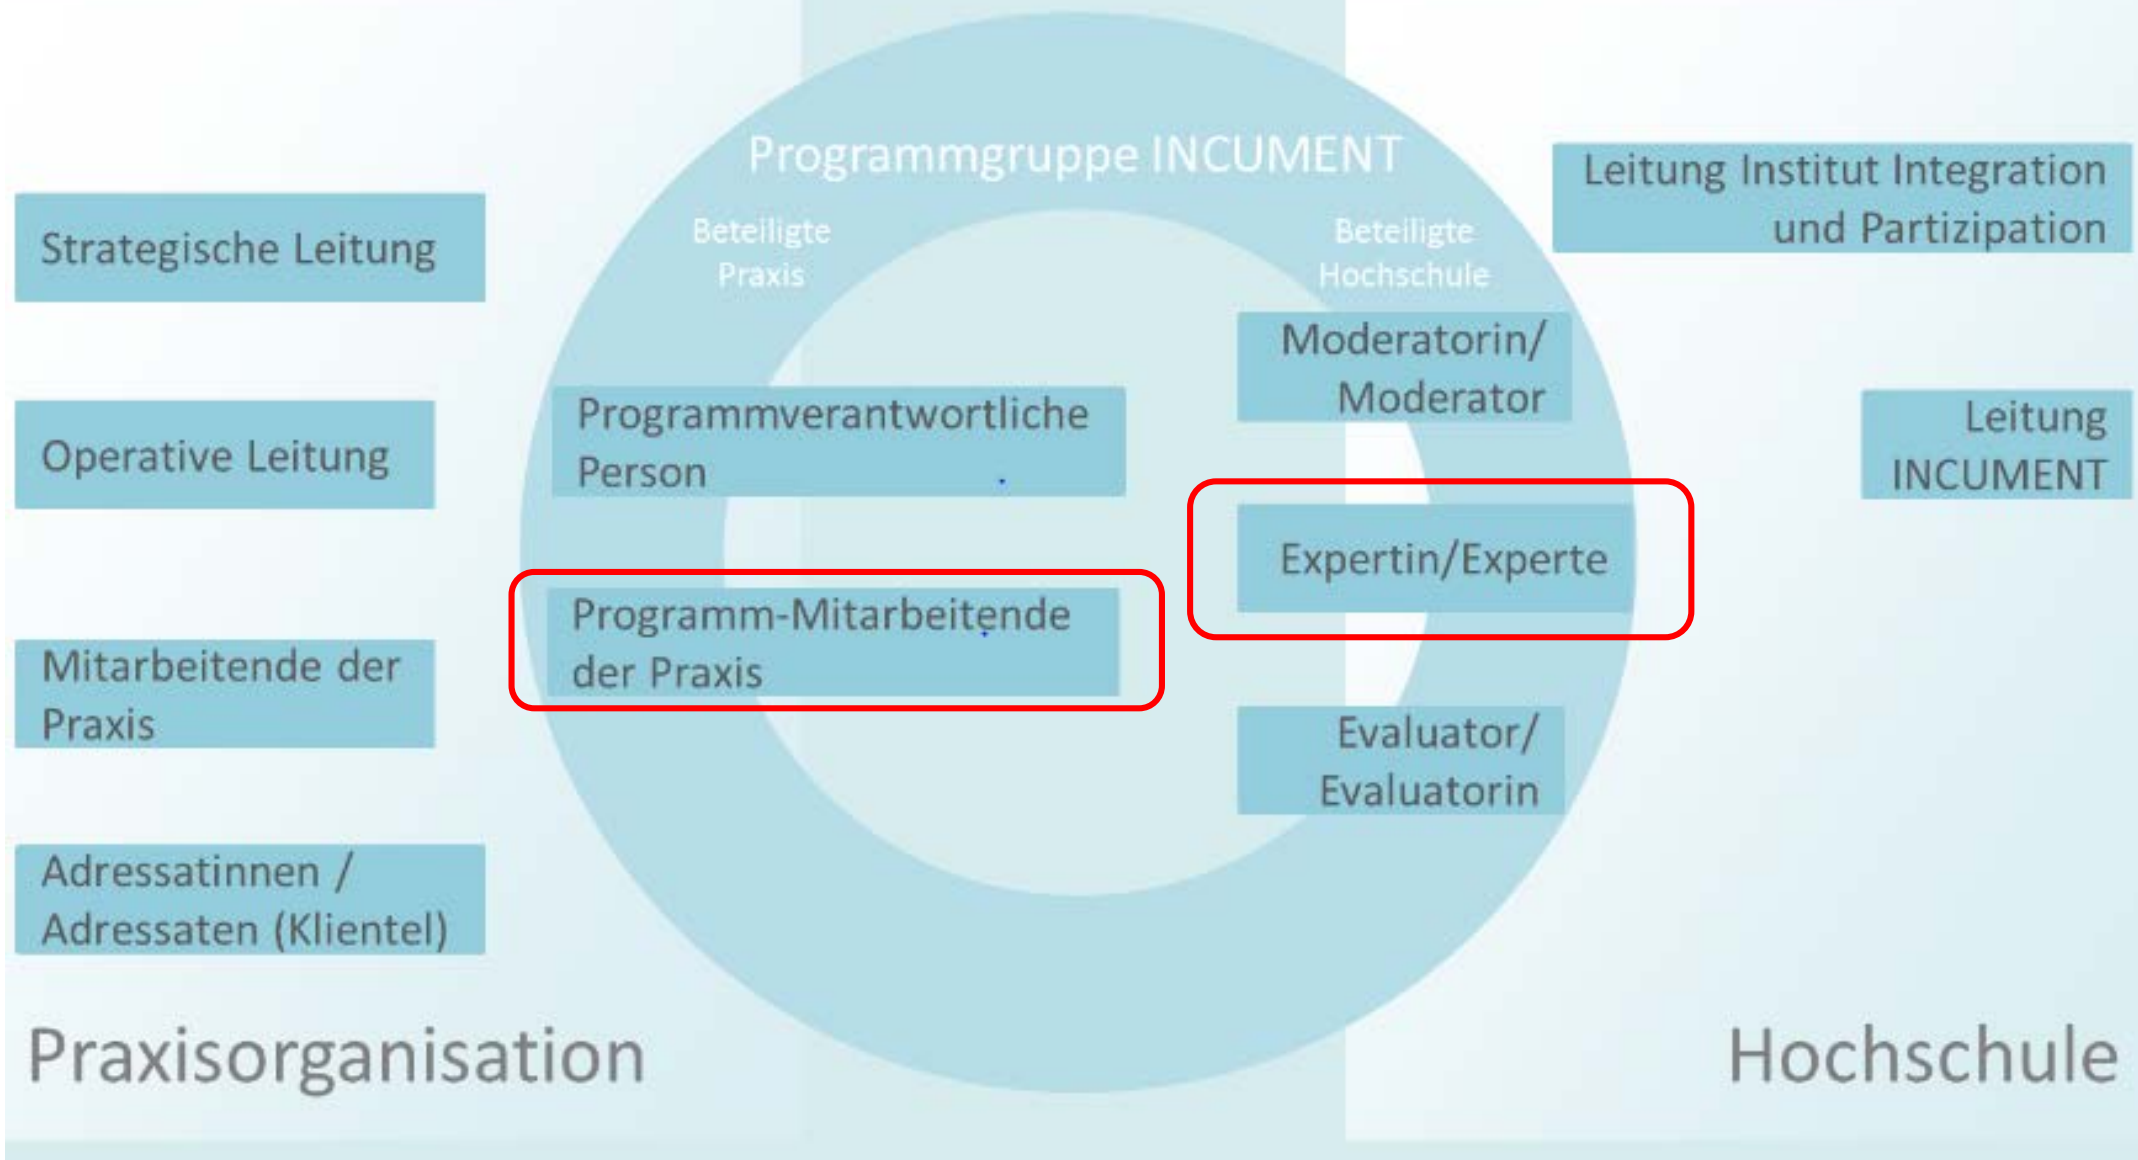 Programmgruppe INCUMENT
Beteiligte
Praxis
Beteiligte
Hochschule
Strategische Leitung
Operative Leitung
Mitarbeitende der
Praxis
Adressatinnen /
Adressaten (Klientel)
Praxisorganisation
Programmverantwortliche
Person
Programm-Mitarbeitende
der Praxis
Moderatorin/
Moderator
Expertin/Experte
Evaluator/
Evaluatorin
Leitung Institut Integration
und Partizipation
Leitung
INCUMENT
Hochschule